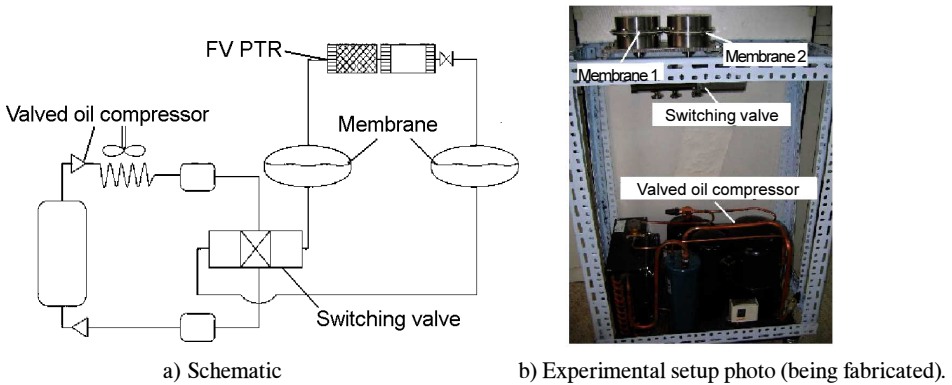 FV PTR
Valved oil compressor
Membrane
Switching valve
a) Schematic
Membrane 1
Membrane 2
Switching valve
Valved oil compressor
b) Experimental setup photo (being fabricated).